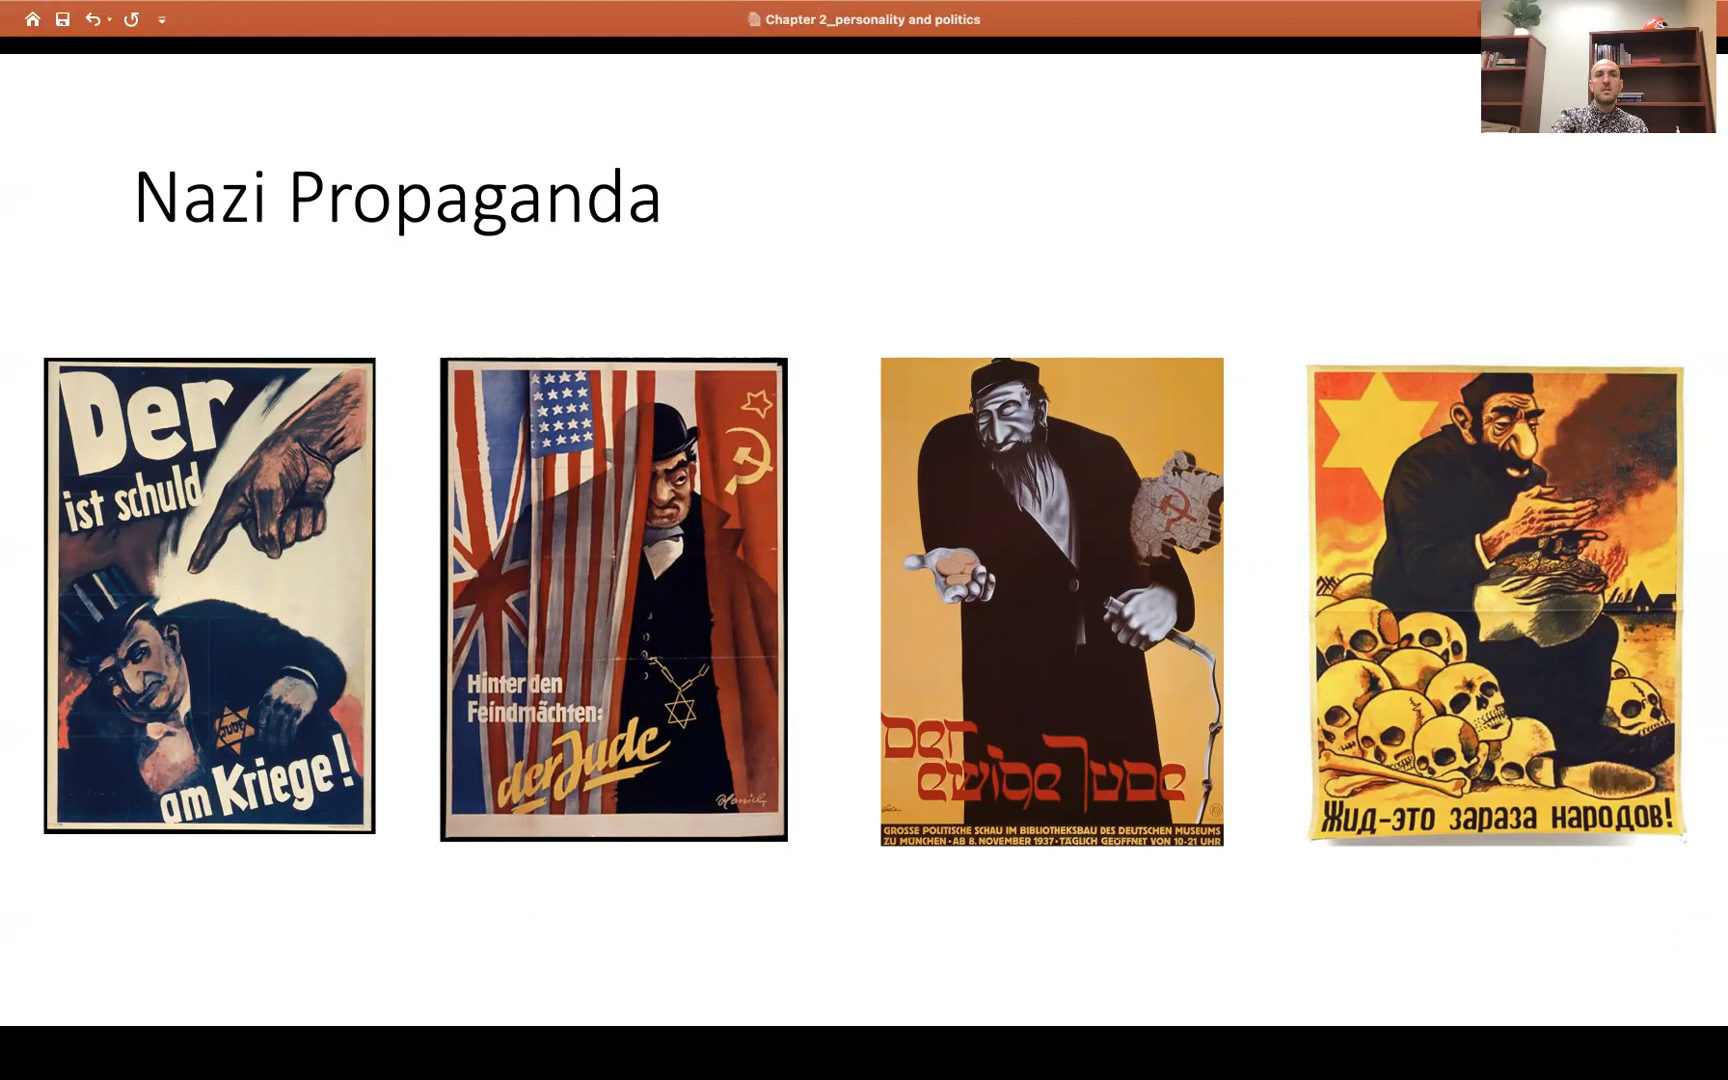 Chapter 2_personality and politics
Nazi Propaganda
Der
ist schuld
Jude
am Kriege!
Hinter den
Feindmächten:
der Jude
Der
ewige Jude
GROSSE POLITISCHE SCHAU IM BIBLIOTHEKSBAU DES DEUTSCHEN MUSEUMS
ZU MÜNCHEN · AB 8. NOVEMBER 1937 · TÄGLICH GEÖFFNET VON 10-21 UHR
Жид-это зараза народов!